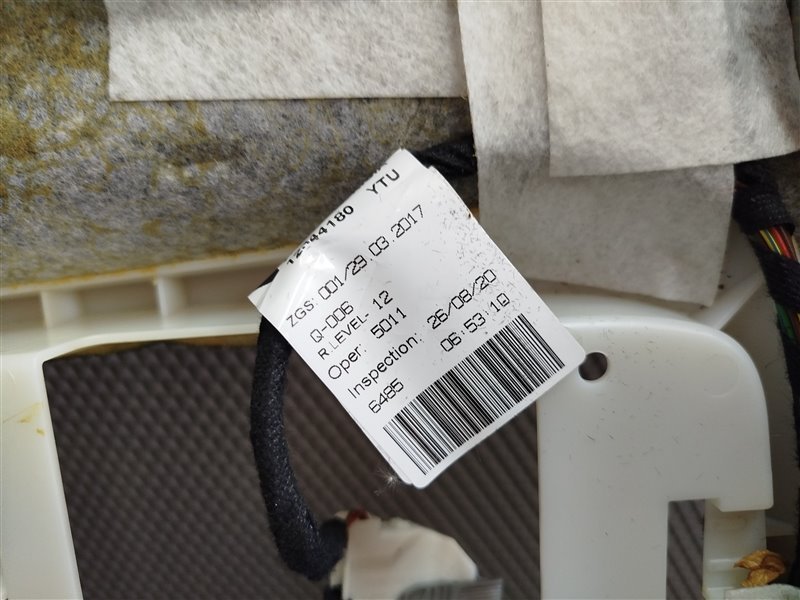 YTU
ZGS: 001/29.03.2017
Q-006
R LEVEL- 12
Oper: 5011
Inspection: 26/08/20
6485 06:53:10